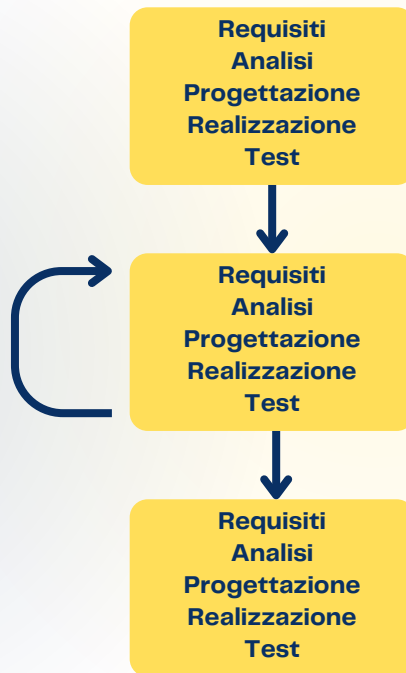 Requisiti
Analisi
Progettazione
Realizzazione
Test
Requisiti
Analisi
Progettazione
Realizzazione
Test
Requisiti
Analisi
Progettazione
Realizzazione
Test